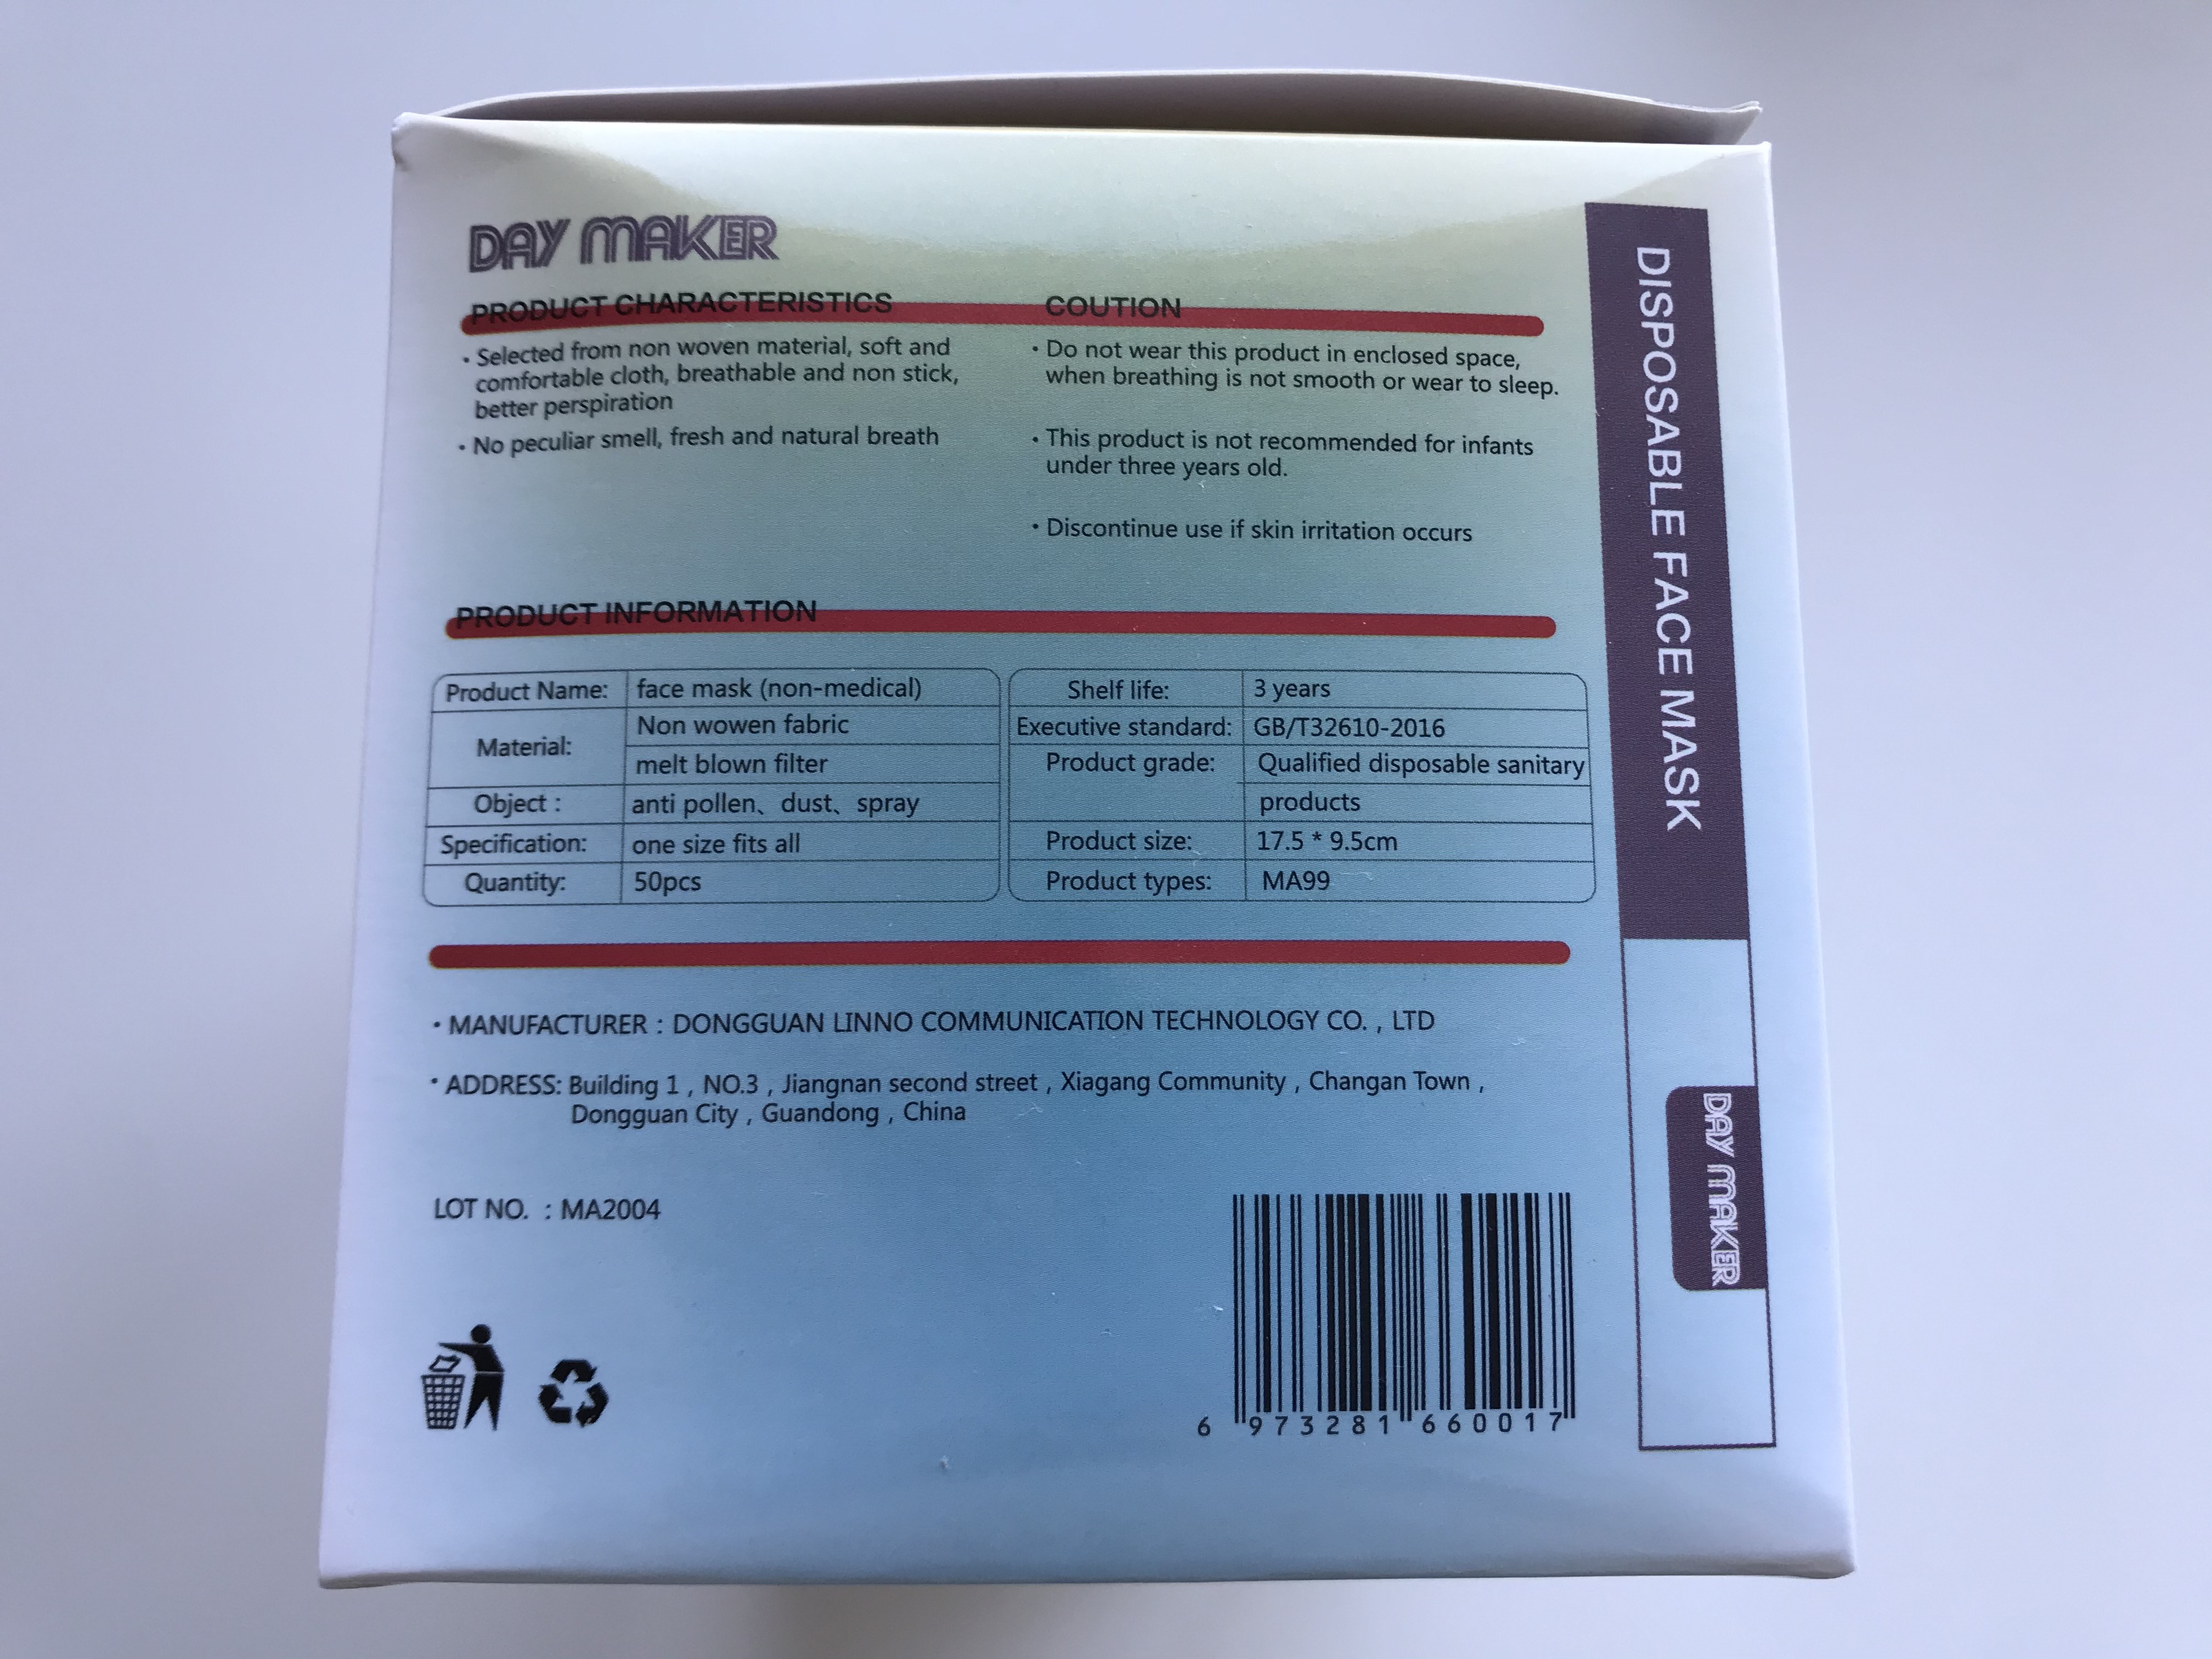 DAY MAKER
PRODUCT CHARACTERISTICS
• Selected from non woven material, soft and
comfortable cloth, breathable and non stick,
better perspiration
• No peculiar smell, fresh and natural breath
COUTION
• Do not wear this product in enclosed space,
when breathing is not smooth or wear to sleep.
• This product is not recommended for infants
under three years old.
• Discontinue use if skin irritation occurs
PRODUCT INFORMATION
Product Name: face mask (non-medical)
Material: Non wowen fabric
melt blown filter
Object : anti pollen、dust、spray
Specification: one size fits all
Quantity: 50pcs
Shelf life: 3 years
Executive standard: GB/T32610-2016
Product grade: Qualified disposable sanitary
products
Product size: 17.5 * 9.5cm
Product types: MA99
• MANUFACTURER : DONGGUAN LINNO COMMUNICATION TECHNOLOGY CO. , LTD
• ADDRESS: Building 1 , NO.3 , Jiangnan second street , Xiagang Community , Changan Town ,
Dongguan City , Guandong , China
LOT NO. : MA2004
6 973281 660017
DISPOSABLE FACE MASK
DAY MAKER